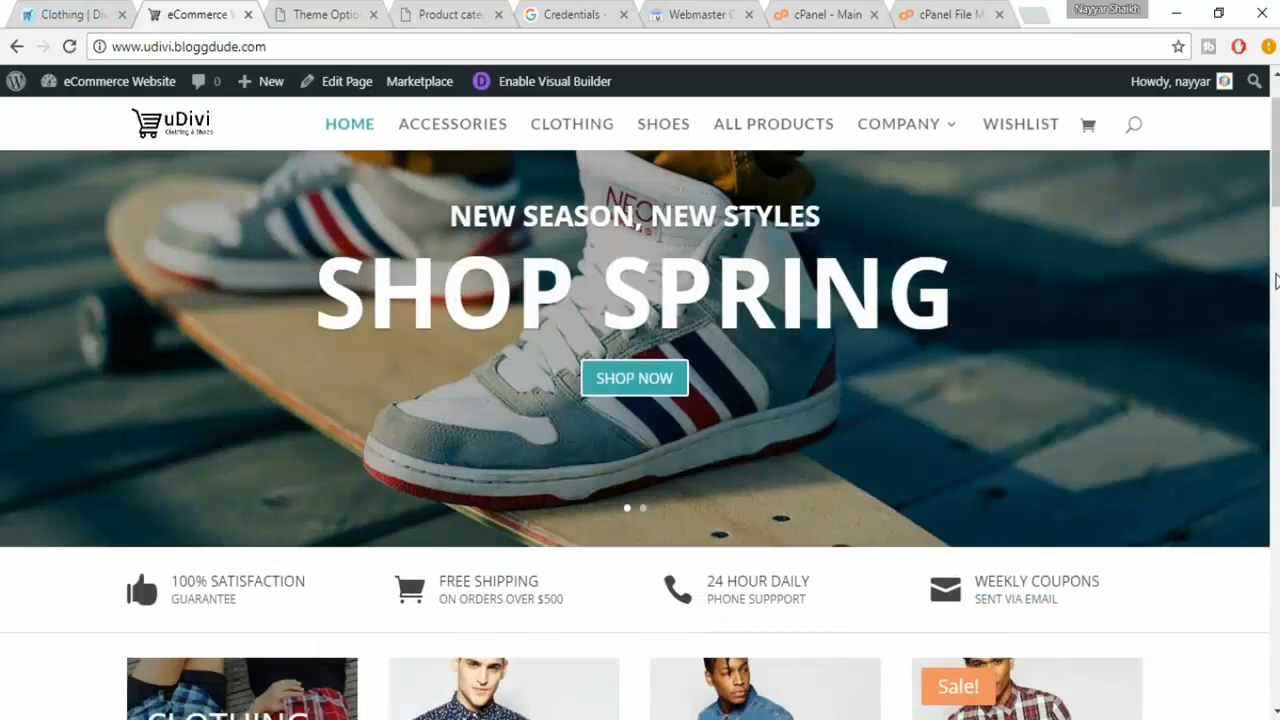 Nayyar Shaikh
Clothing | Div
eCommerce W
Theme Optio
Product cate
Credentials -
Webmaster C
cPanel - Main
cPanel File M
www.udivi.bloggdude.com
eCommerce Website 0 New Edit Page Marketplace D Enable Visual Builder Howdy, nayyar
uDivi
Clothing & Shoes
HOME ACCESSORIES CLOTHING SHOES ALL PRODUCTS COMPANY WISHLIST
NEO
NEW SEASON, NEW STYLES
SHOP SPRING
SHOP NOW
100% SATISFACTION
GUARANTEE
FREE SHIPPING
ON ORDERS OVER $500
24 HOUR DAILY
PHONE SUPPPORT
WEEKLY COUPONS
SENT VIA EMAIL
CLOTHING
Sale!